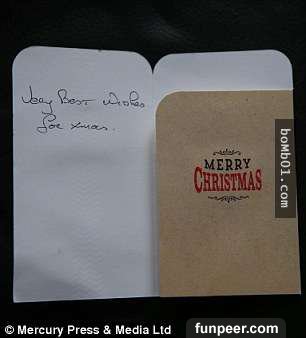 Very Best Wishes
for xmas.
MERRY
CHRISTMAS
boMb01.com
© Mercury Press & Media Ltd
funpeer.com